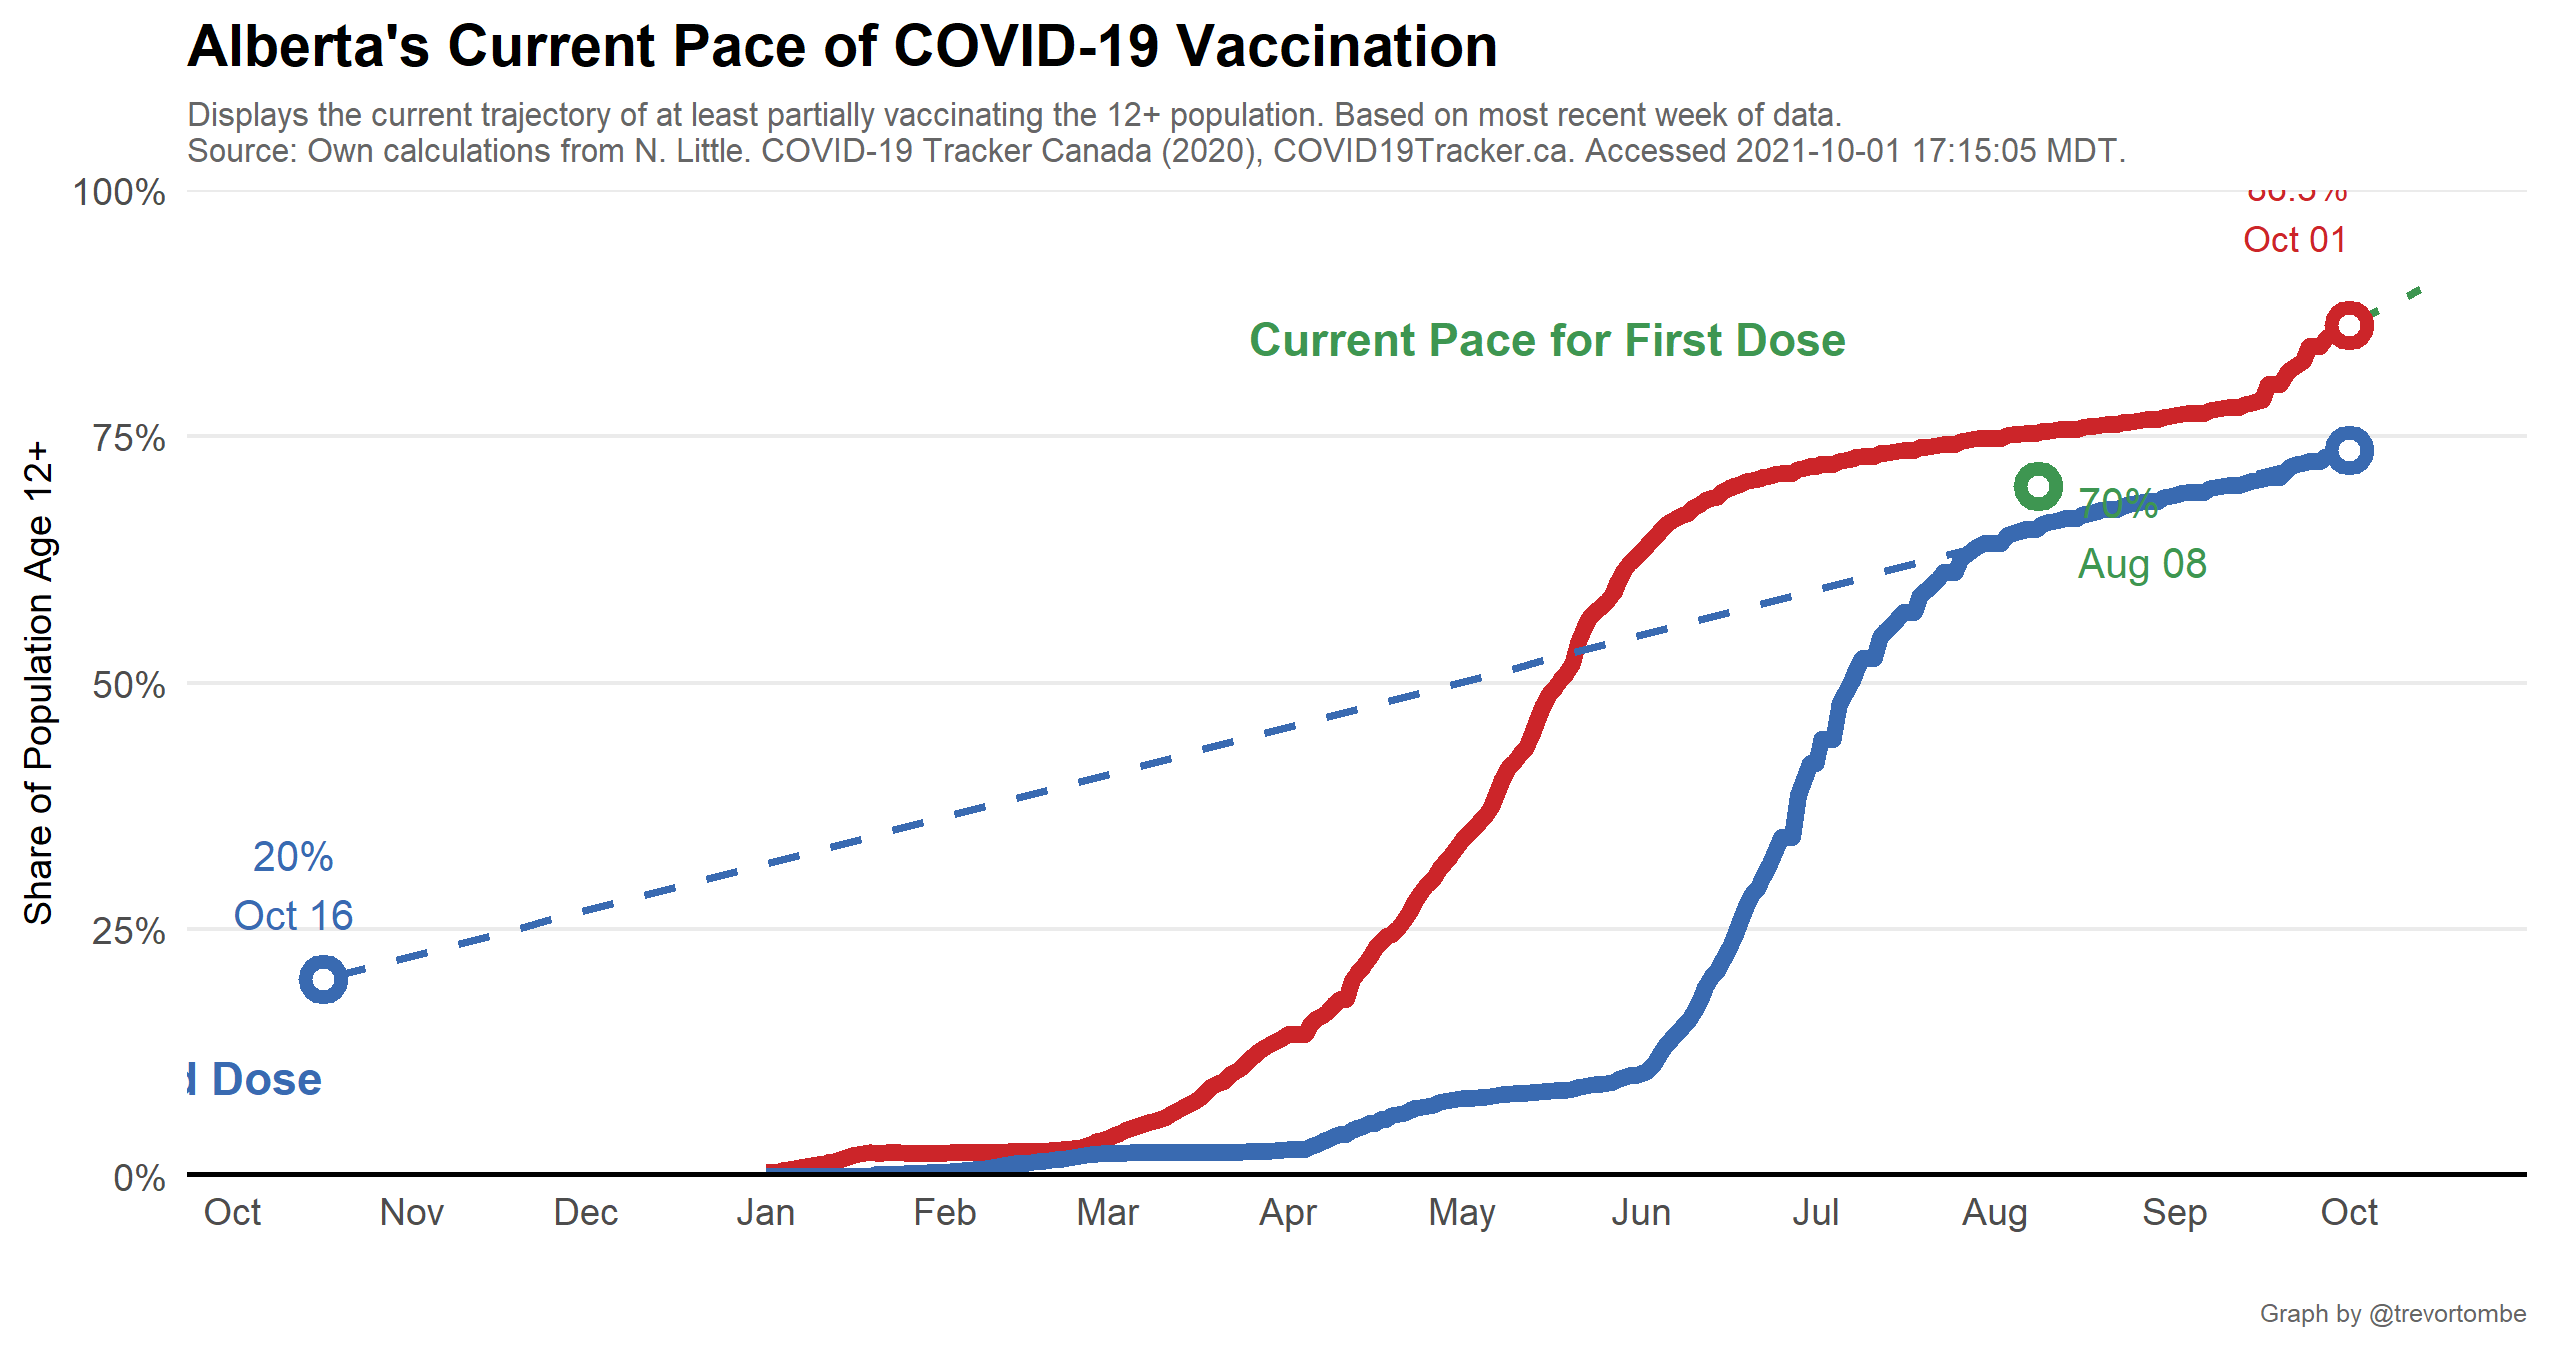 Alberta's Current Pace of COVID-19 Vaccination
Displays the current trajectory of at least partially vaccinating the 12+ population. Based on most recent week of data.
Source: Own calculations from N. Little. COVID-19 Tracker Canada (2020), COVID19Tracker.ca. Accessed 2021-10-01 17:15:05 MDT.
100%
75%
50%
25%
0%
Share of Population Age 12+
Oct 01
Current Pace for First Dose
70%
Aug 08
20%
Oct 16
Dose
Oct Nov Dec Jan Feb Mar Apr May Jun Jul Aug Sep Oct
Graph by @trevortombe